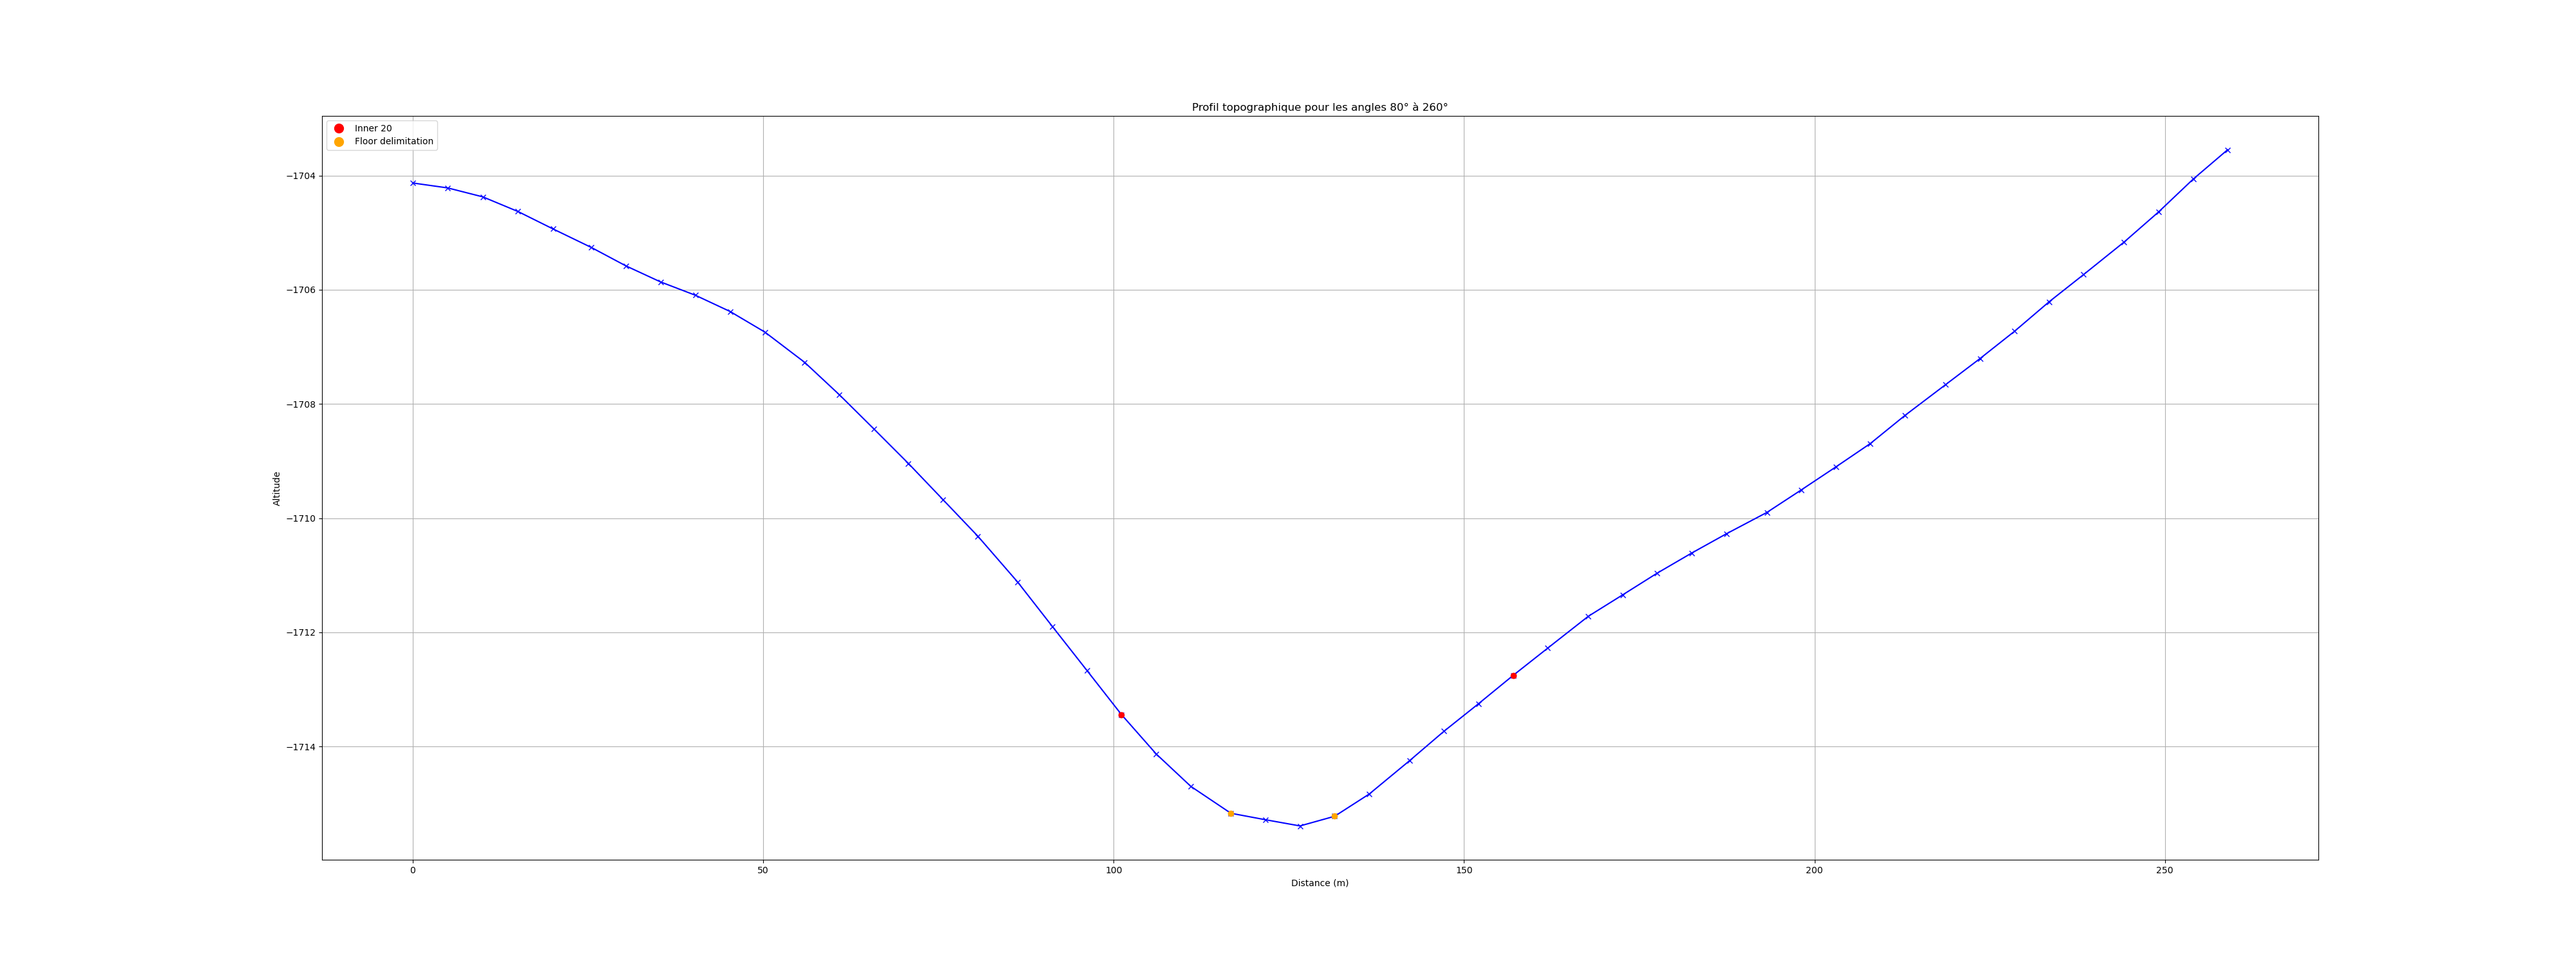 Profil topographique pour les angles 80° à 260°
Inner 20
Floor delimitation
−1704
−1706
−1708
−1710
−1712
−1714
Altitude
0
50
100
150
200
250
Distance (m)